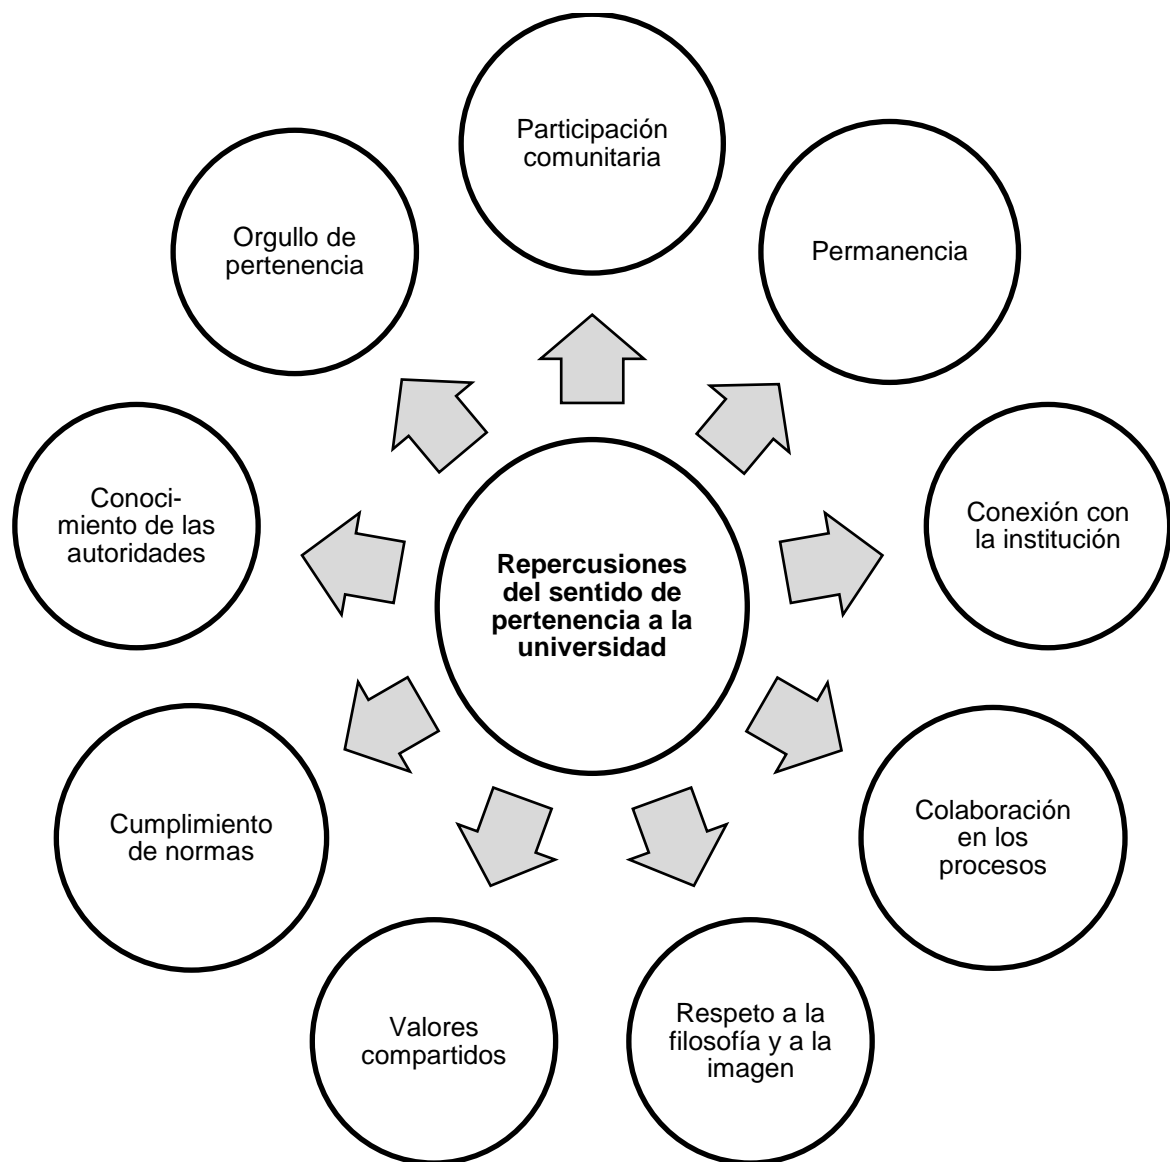 Participación
comunitaria
Permanencia
Conexión con
la institución
Colaboración
en los
procesos
Respeto a la
filosofía y a la
imagen
Valores
compartidos
Cumplimiento
de normas
Conoci-
miento de las
autoridades
Orgullo de
pertenencia
Repercusiones
del sentido de
pertenencia a la
universidad